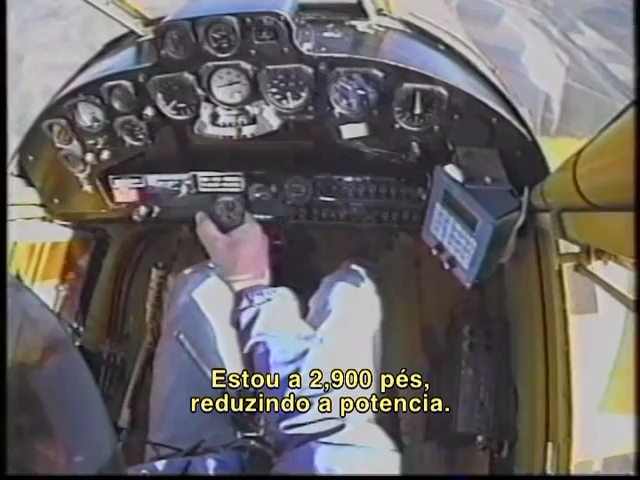 Estou a 2,900 pés,
reduzindo a potencia.